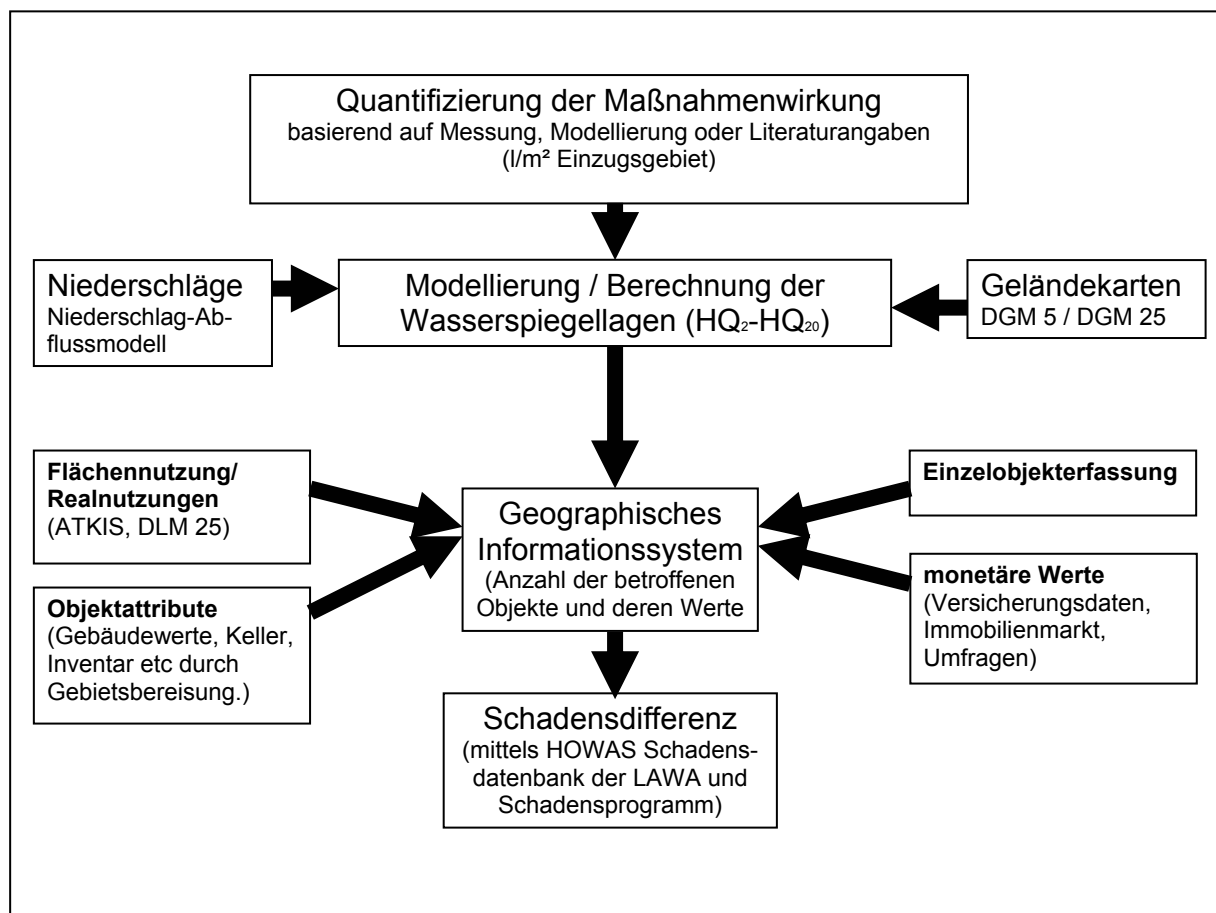 Quantifizierung der Maßnahmenwirkung
basierend auf Messung, Modellierung oder Literaturangaben
(l/m² Einzugsgebiet)
Niederschläge
Niederschlag-Ab-
flussmodell
Modellierung / Berechnung der
Wasserspiegellagen (HQ₂-HQ₂₀)
Geländekarten
DGM 5 / DGM 25
Flächennutzung/
Realnutzungen
(ATKIS, DLM 25)
Objektattribute
(Gebäudewerte, Keller,
Inventar etc durch
Gebietsbereisung.)
Geographisches
Informationssystem
(Anzahl der betroffenen
Objekte und deren Werte
Einzelobjekterfassung
monetäre Werte
(Versicherungsdaten,
Immobilienmarkt,
Umfragen)
Schadensdifferenz
(mittels HOWAS Schadens-
datenbank der LAWA und
Schadensprogramm)